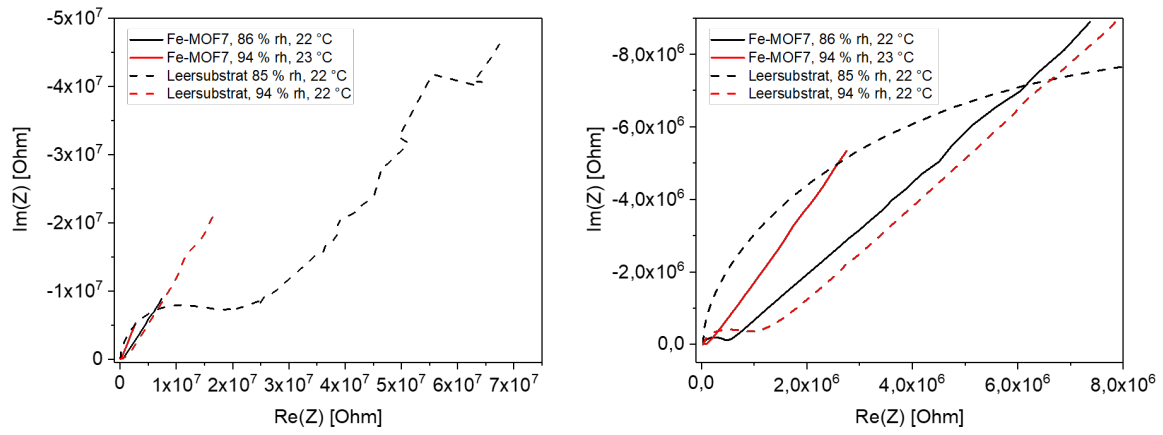 -5x10⁷
-4x10⁷
-3x10⁷
-2x10⁷
-1x10⁷
0
Im(Z) [Ohm]
Fe-MOF7, 86 % rh, 22 °C
Fe-MOF7, 94 % rh, 23 °C
Leersubstrat 85 % rh, 22 °C
Leersubstrat, 94 % rh, 22 °C
0 1x10⁷ 2x10⁷ 3x10⁷ 4x10⁷ 5x10⁷ 6x10⁷ 7x10⁷
Re(Z) [Ohm]
-8,0x10⁶
-6,0x10⁶
-4,0x10⁶
-2,0x10⁶
0,0
Im(Z) [Ohm]
Fe-MOF7, 86 % rh, 22 °C
Fe-MOF7, 94 % rh, 23 °C
Leersubstrat 85 % rh, 22 °C
Leersubstrat, 94 % rh, 22 °C
0,0 2,0x10⁶ 4,0x10⁶ 6,0x10⁶ 8,0x10⁶
Re(Z) [Ohm]